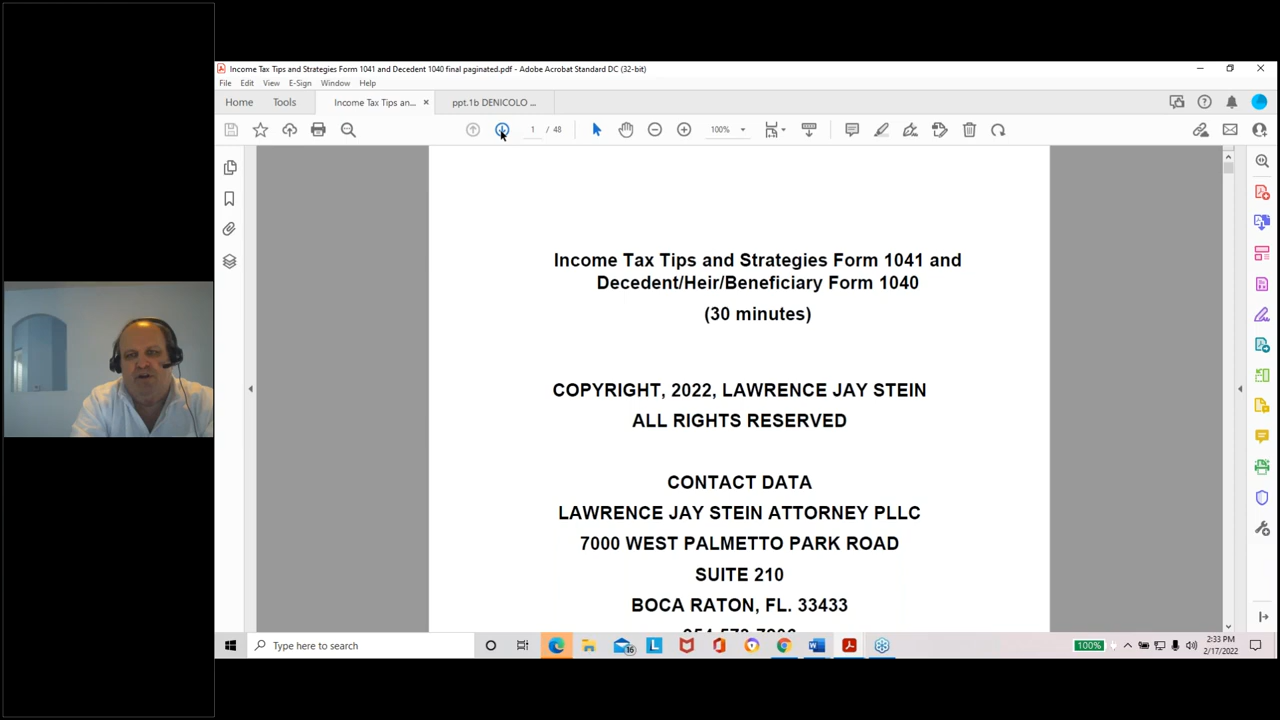 Income Tax Tips and Strategies Form 1041 and Decedent 1040 final paginated.pdf - Adobe Acrobat Standard DC (32-bit)
File Edit View E-Sign Window Help
Home Tools Income Tax Tips an... × ppt.1b DENICOLO ...
1 / 48 100%
Income Tax Tips and Strategies Form 1041 and
Decedent/Heir/Beneficiary Form 1040
(30 minutes)
COPYRIGHT, 2022, LAWRENCE JAY STEIN
ALL RIGHTS RESERVED
CONTACT DATA
LAWRENCE JAY STEIN ATTORNEY PLLC
7000 WEST PALMETTO PARK ROAD
SUITE 210
BOCA RATON, FL. 33433
Type here to search
16
L
100%
2:33 PM
2/17/2022